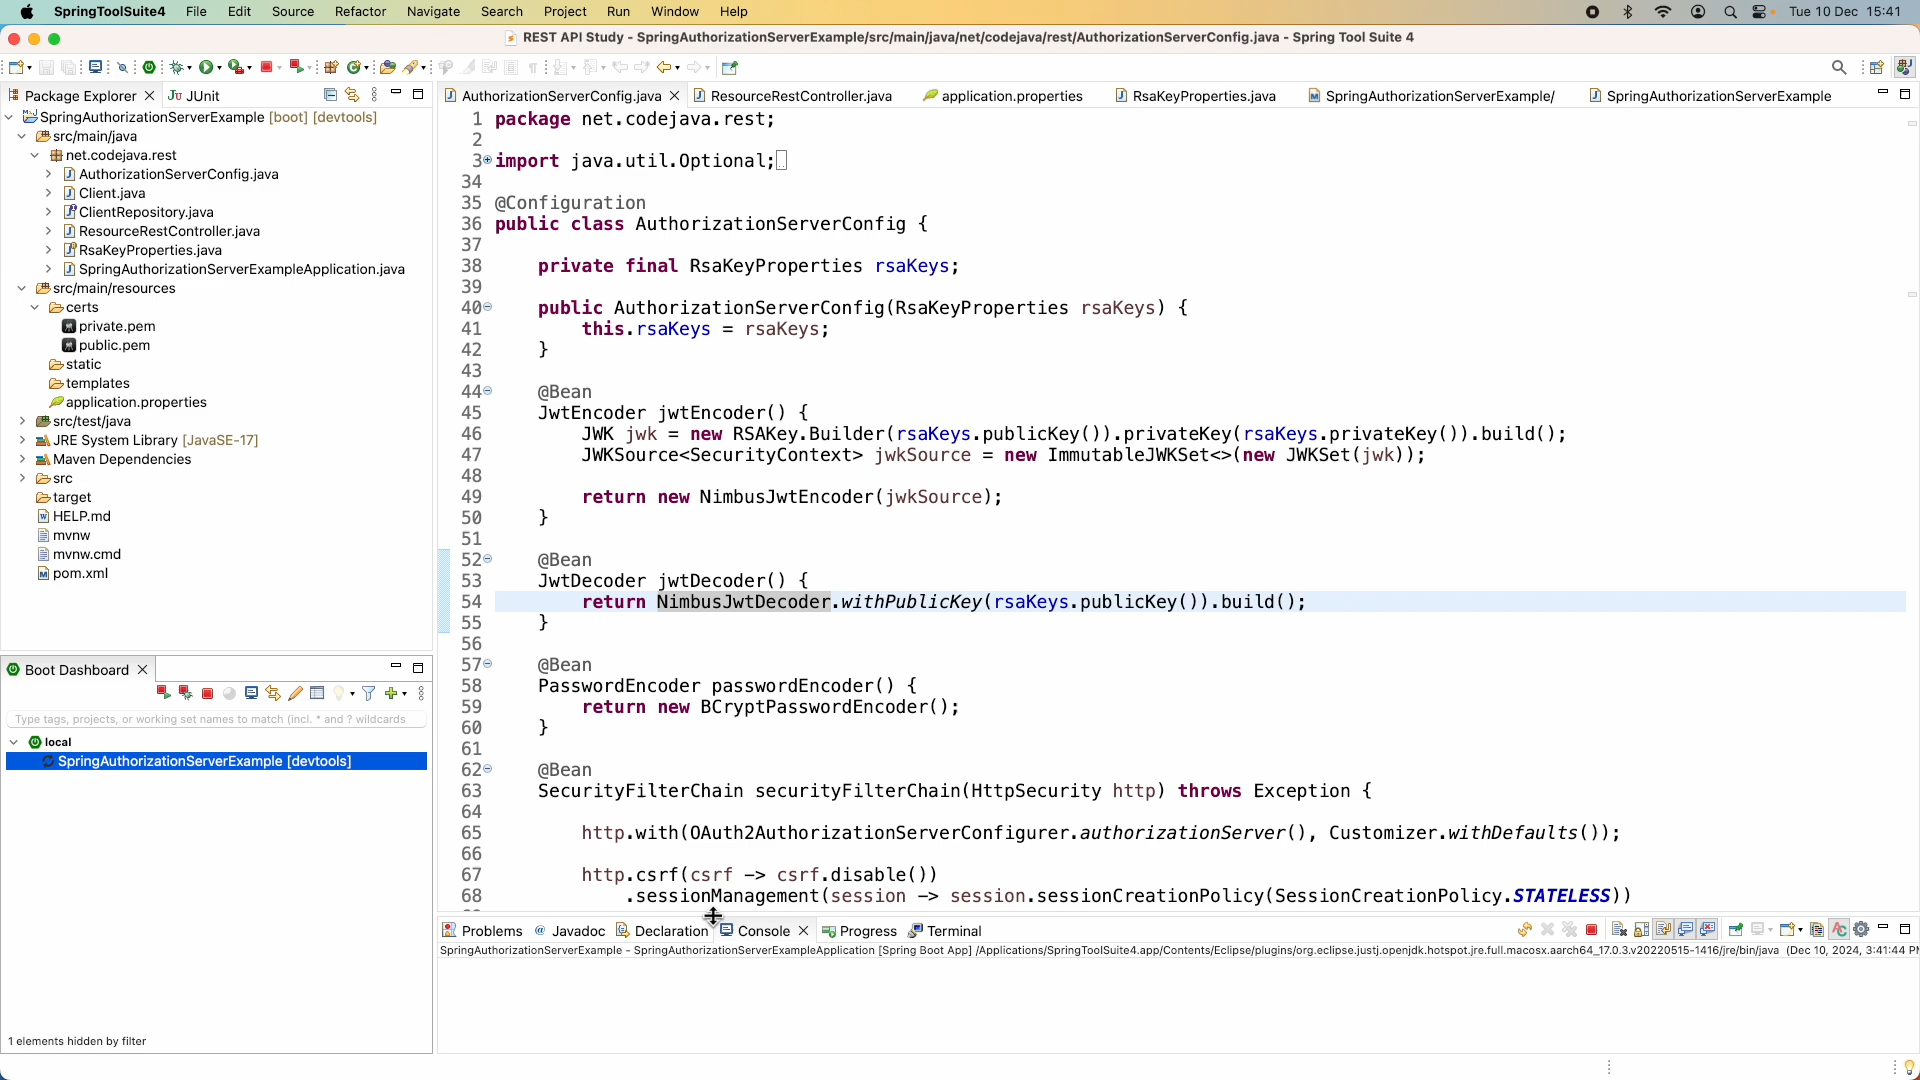 SpringToolSuite4 File Edit Source Refactor Navigate Search Project Run Window Help Tue 10 Dec 15:41
REST API Study - SpringAuthorizationServerExample/src/main/java/net/codejava/rest/AuthorizationServerConfig.java - Spring Tool Suite 4
Package Explorer JUnit
SpringAuthorizationServerExample [boot] [devtools]
src/main/java
net.codejava.rest
AuthorizationServerConfig.java
Client.java
ClientRepository.java
ResourceRestController.java
RsaKeyProperties.java
SpringAuthorizationServerExampleApplication.java
src/main/resources
certs
private.pem
public.pem
static
templates
application.properties
src/test/java
JRE System Library [JavaSE-17]
Maven Dependencies
src
target
HELP.md
mvnw
mvnw.cmd
pom.xml
Boot Dashboard
Type tags, projects, or working set names to match (incl. * and ? wildcards
local
SpringAuthorizationServerExample [devtools]
1 elements hidden by filter
AuthorizationServerConfig.java ResourceRestController.java application.properties RsaKeyProperties.java SpringAuthorizationServerExample/ SpringAuthorizationServerExample
1 package net.codejava.rest;
2
3 import java.util.Optional;
34
35 @Configuration
36 public class AuthorizationServerConfig {
37
38 private final RsaKeyProperties rsaKeys;
39
40 public AuthorizationServerConfig(RsaKeyProperties rsaKeys) {
41 this.rsaKeys = rsaKeys;
42 }
43
44 @Bean
45 JwtEncoder jwtEncoder() {
46 JWK jwk = new RSAKey.Builder(rsaKeys.publicKey()).privateKey(rsaKeys.privateKey()).build();
47 JWKSource<SecurityContext> jwkSource = new ImmutableJWKSet<>(new JWKSet(jwk));
48
49 return new NimbusJwtEncoder(jwkSource);
50 }
51
52 @Bean
53 JwtDecoder jwtDecoder() {
54 return NimbusJwtDecoder.withPublicKey(rsaKeys.publicKey()).build();
55 }
56
57 @Bean
58 PasswordEncoder passwordEncoder() {
59 return new BCryptPasswordEncoder();
60 }
61
62 @Bean
63 SecurityFilterChain securityFilterChain(HttpSecurity http) throws Exception {
64
65 http.with(OAuth2AuthorizationServerConfigurer.authorizationServer(), Customizer.withDefaults());
66
67 http.csrf(csrf -> csrf.disable())
68 .sessionManagement(session -> session.sessionCreationPolicy(SessionCreationPolicy.STATELESS))
Problems Javadoc Declaration Console Progress Terminal
SpringAuthorizationServerExample - SpringAuthorizationServerExampleApplication [Spring Boot App] /Applications/SpringToolSuite4.app/Contents/Eclipse/plugins/org.eclipse.justj.openjdk.hotspot.jre.full.macosx.aarch64_17.0.3.v20220515-1416/jre/bin/java (Dec 10, 2024, 3:41:44 PM